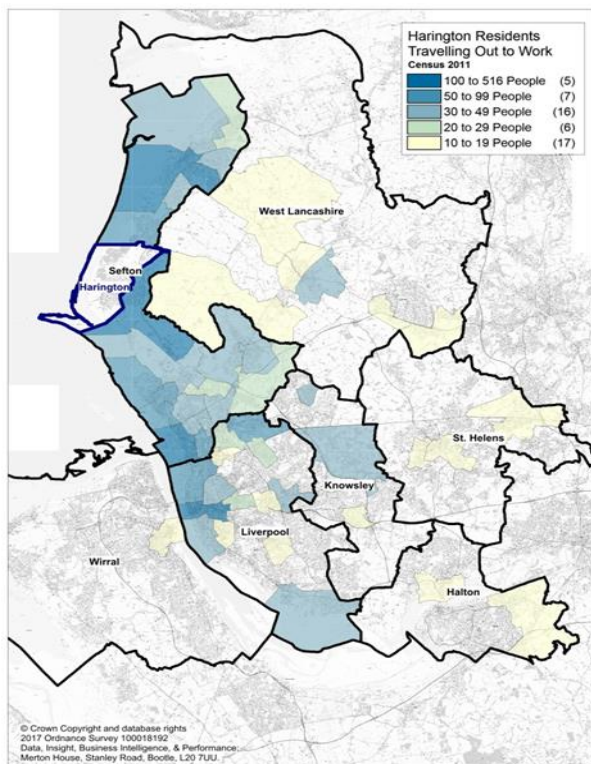 Harington Residents
Travelling Out to Work
Census 2011
100 to 516 People (5)
50 to 99 People (7)
30 to 49 People (16)
20 to 29 People (6)
10 to 19 People (17)
West Lancashire
Sefton
Harington
St. Helens
Knowsley
Liverpool
Wirral
Halton
© Crown Copyright and database rights
2017 Ordnance Survey 100018192
Data, Insight, Business Intelligence, & Performance,
Merton House, Stanley Road, Bootle, L20 7UU.